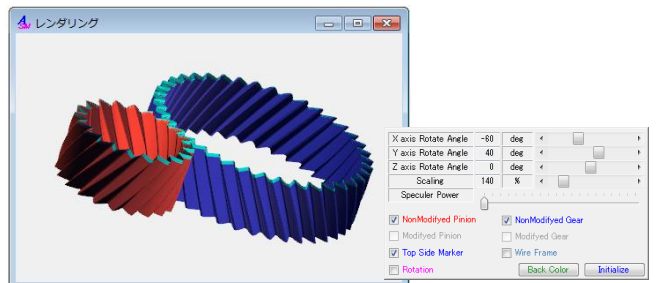 レンダリング
X axis Rotate Angle -60 deg
Y axis Rotate Angle 40 deg
Z axis Rotate Angle 0 deg
Scaling 140 %
Speculer Power
NonModifyed Pinion NonModifyed Gear
Modifyed Pinion Modifyed Gear
Top Side Marker Wire Frame
Rotation Back Color Initialize